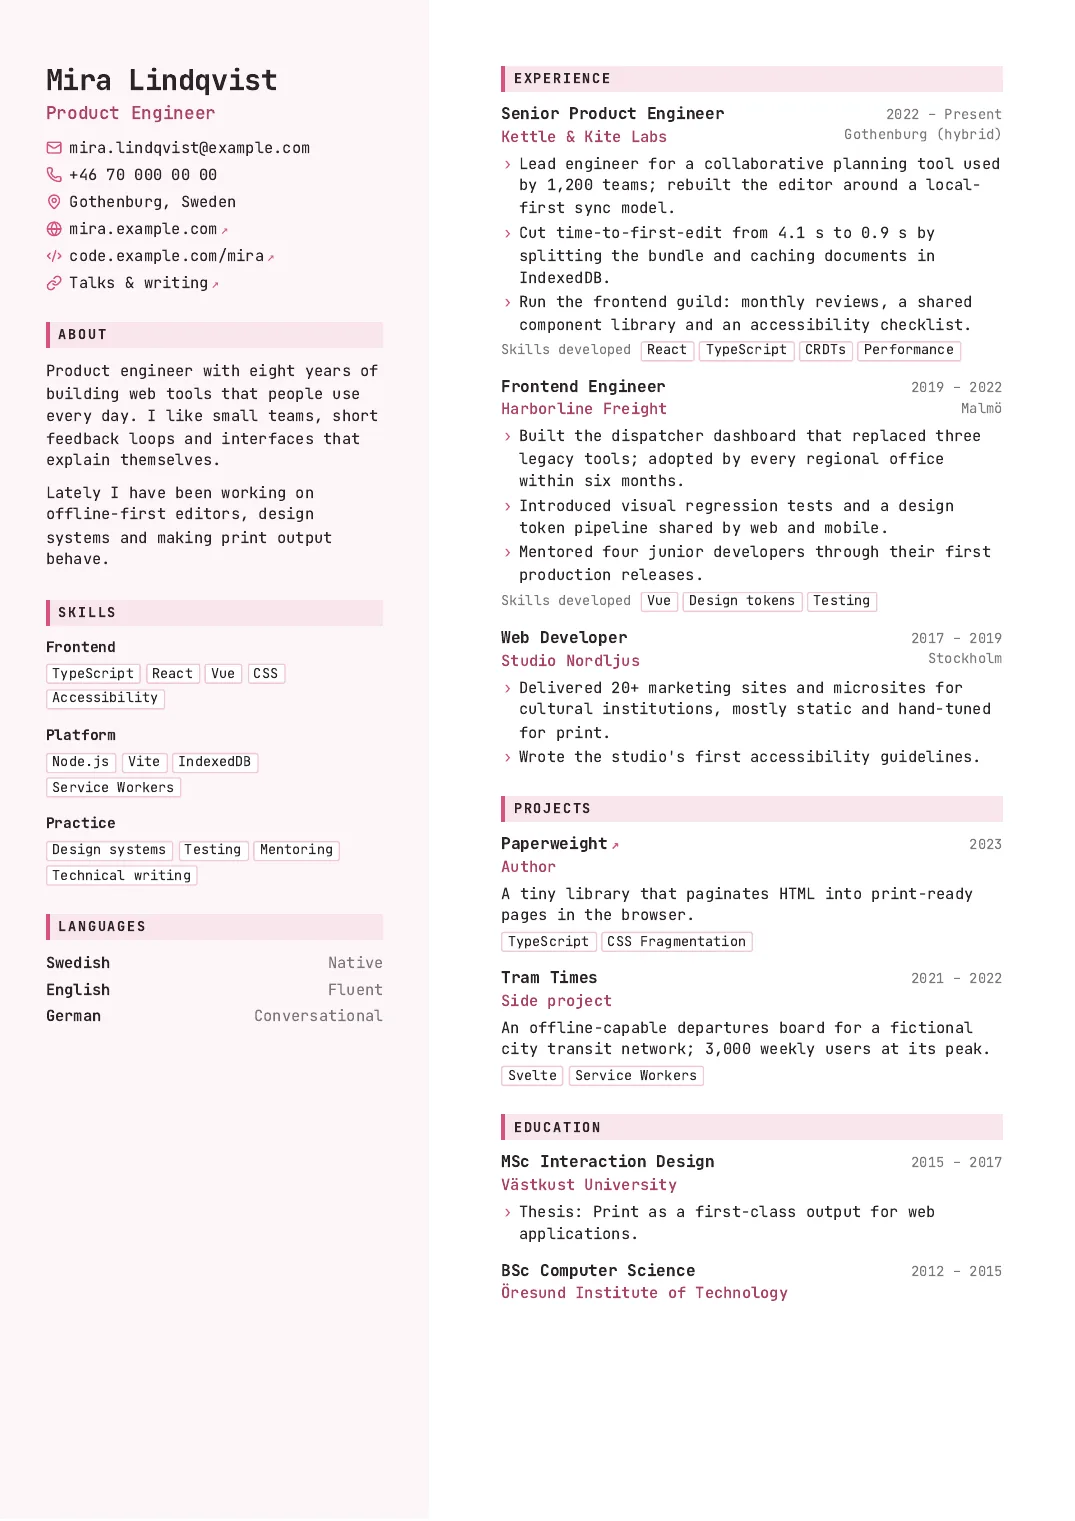 Mira Lindqvist
Product Engineer
mira.lindqvist@example.com
+46 70 000 00 00
Gothenburg, Sweden
mira.example.com↗
code.example.com/mira↗
Talks & writing↗
ABOUT
Product engineer with eight years of
building web tools that people use
every day. I like small teams, short
feedback loops and interfaces that
explain themselves.
Lately I have been working on
offline-first editors, design
systems and making print output
behave.
SKILLS
Frontend
TypeScript React Vue CSS
Accessibility
Platform
Node.js Vite IndexedDB
Service Workers
Practice
Design systems Testing Mentoring
Technical writing
LANGUAGES
Swedish Native
English Fluent
German Conversational
EXPERIENCE
Senior Product Engineer 2022 – Present
Kettle & Kite Labs Gothenburg (hybrid)
› Lead engineer for a collaborative planning tool used
by 1,200 teams; rebuilt the editor around a local-
first sync model.
› Cut time-to-first-edit from 4.1 s to 0.9 s by
splitting the bundle and caching documents in
IndexedDB.
› Run the frontend guild: monthly reviews, a shared
component library and an accessibility checklist.
Skills developed React TypeScript CRDTs Performance
Frontend Engineer 2019 – 2022
Harborline Freight Malmö
› Built the dispatcher dashboard that replaced three
legacy tools; adopted by every regional office
within six months.
› Introduced visual regression tests and a design
token pipeline shared by web and mobile.
› Mentored four junior developers through their first
production releases.
Skills developed Vue Design tokens Testing
Web Developer 2017 – 2019
Studio Nordljus Stockholm
› Delivered 20+ marketing sites and microsites for
cultural institutions, mostly static and hand-tuned
for print.
› Wrote the studio's first accessibility guidelines.
PROJECTS
Paperweight↗ 2023
Author
A tiny library that paginates HTML into print-ready
pages in the browser.
TypeScript CSS Fragmentation
Tram Times 2021 – 2022
Side project
An offline-capable departures board for a fictional
city transit network; 3,000 weekly users at its peak.
Svelte Service Workers
EDUCATION
MSc Interaction Design 2015 – 2017
Västkust University
› Thesis: Print as a first-class output for web
applications.
BSc Computer Science 2012 – 2015
Öresund Institute of Technology